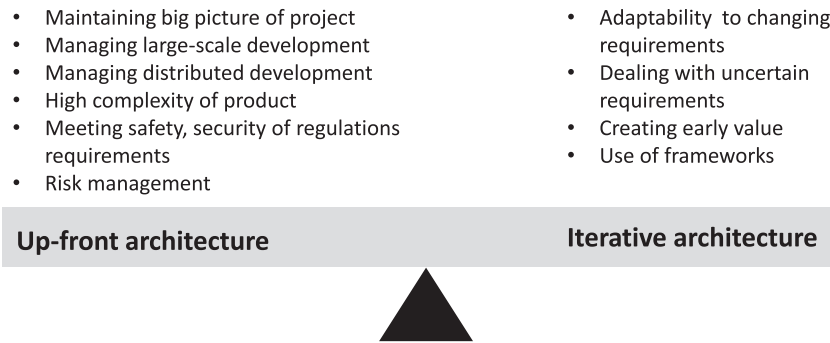 • Maintaining big picture of project
• Managing large-scale development
• Managing distributed development
• High complexity of product
• Meeting safety, security of regulations
requirements
• Risk management
• Adaptability to changing
requirements
• Dealing with uncertain
requirements
• Creating early value
• Use of frameworks
Up-front architecture
Iterative architecture